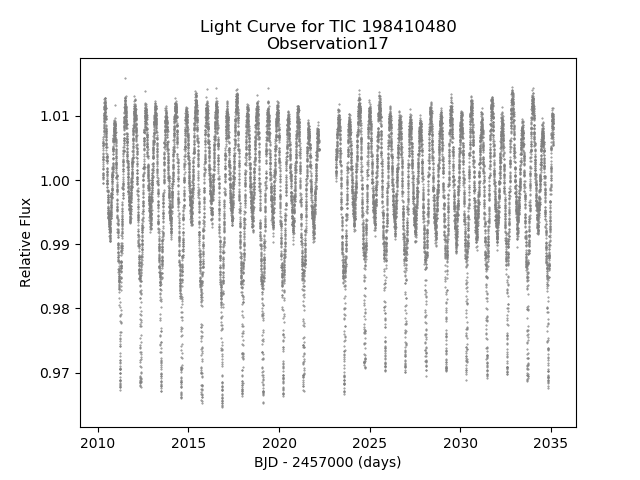 Light Curve for TIC 198410480
Observation17
1.01
1.00
0.99
0.98
0.97
Relative Flux
2010
2015
2020
2025
2030
2035
BJD - 2457000 (days)